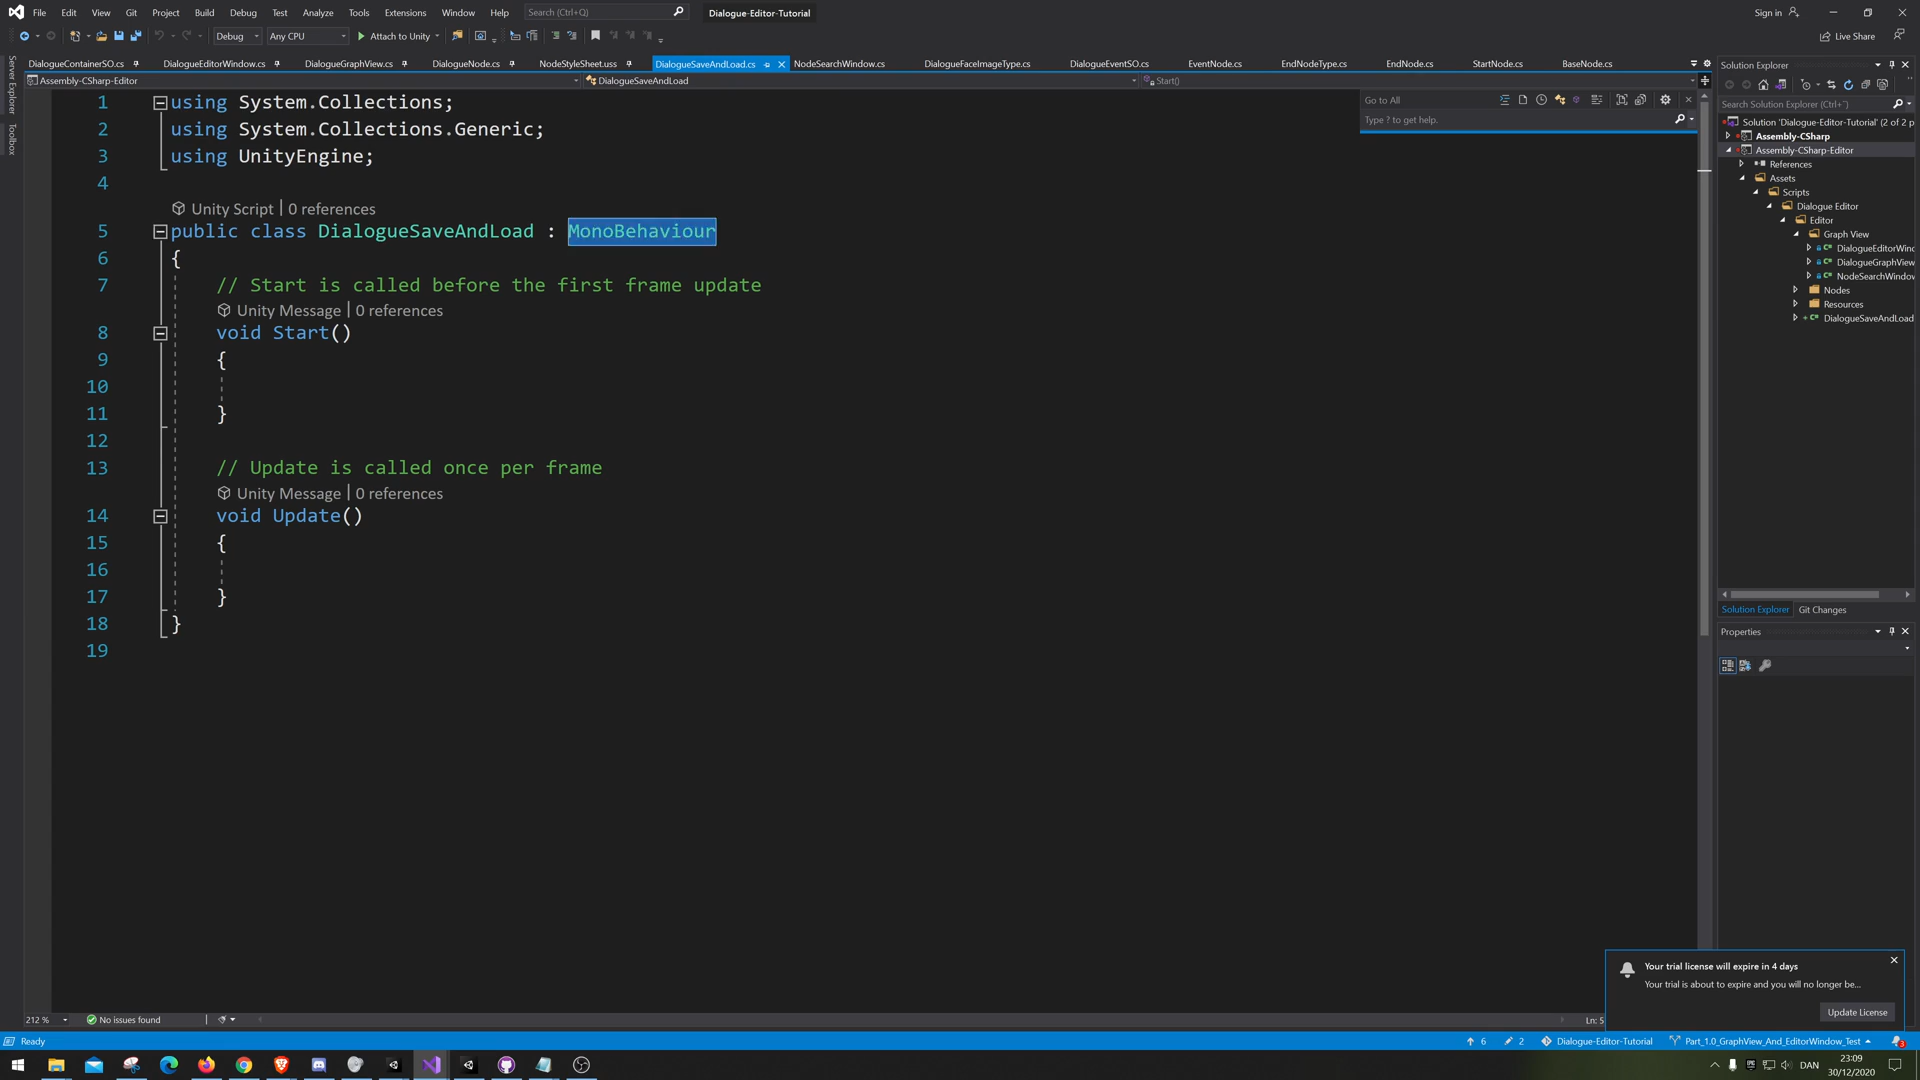 File Edit View Git Project Build Debug Test Analyze Tools Extensions Window Help Search (Ctrl+Q) Dialogue-Editor-Tutorial Sign in
Debug Any CPU Attach to Unity Live Share
DialogueContainerSO.cs DialogueEditorWindow.cs DialogueGraphView.cs DialogueNode.cs NodeStyleSheet.uss DialogueSaveAndLoad.cs NodeSearchWindow.cs DialogueFaceImageType.cs DialogueEventSO.cs EventNode.cs EndNodeType.cs EndNode.cs StartNode.cs BaseNode.cs
Assembly-CSharp-Editor DialogueSaveAndLoad Start()
Server Explorer
Toolbox
1 using System.Collections;
2 using System.Collections.Generic;
3 using UnityEngine;
4
Unity Script | 0 references
5 public class DialogueSaveAndLoad : MonoBehaviour
6 {
7 // Start is called before the first frame update
Unity Message | 0 references
8 void Start()
9 {
10
11 }
12
13 // Update is called once per frame
Unity Message | 0 references
14 void Update()
15 {
16
17 }
18 }
19
Go to All
Type ? to get help.
Solution Explorer
Search Solution Explorer (Ctrl+¨)
Solution 'Dialogue-Editor-Tutorial' (2 of 2 p
Assembly-CSharp
Assembly-CSharp-Editor
References
Assets
Scripts
Dialogue Editor
Editor
Graph View
DialogueEditorWind
DialogueGraphView
NodeSearchWindow
Nodes
Resources
DialogueSaveAndLoad
Solution Explorer Git Changes
Properties
Your trial license will expire in 4 days
Your trial is about to expire and you will no longer be...
Update License
212 % No issues found Ln: 5
Ready 6 2 Dialogue-Editor-Tutorial Part_1.0_GraphView_And_EditorWindow_Test 3
DAN 23:09
30/12/2020